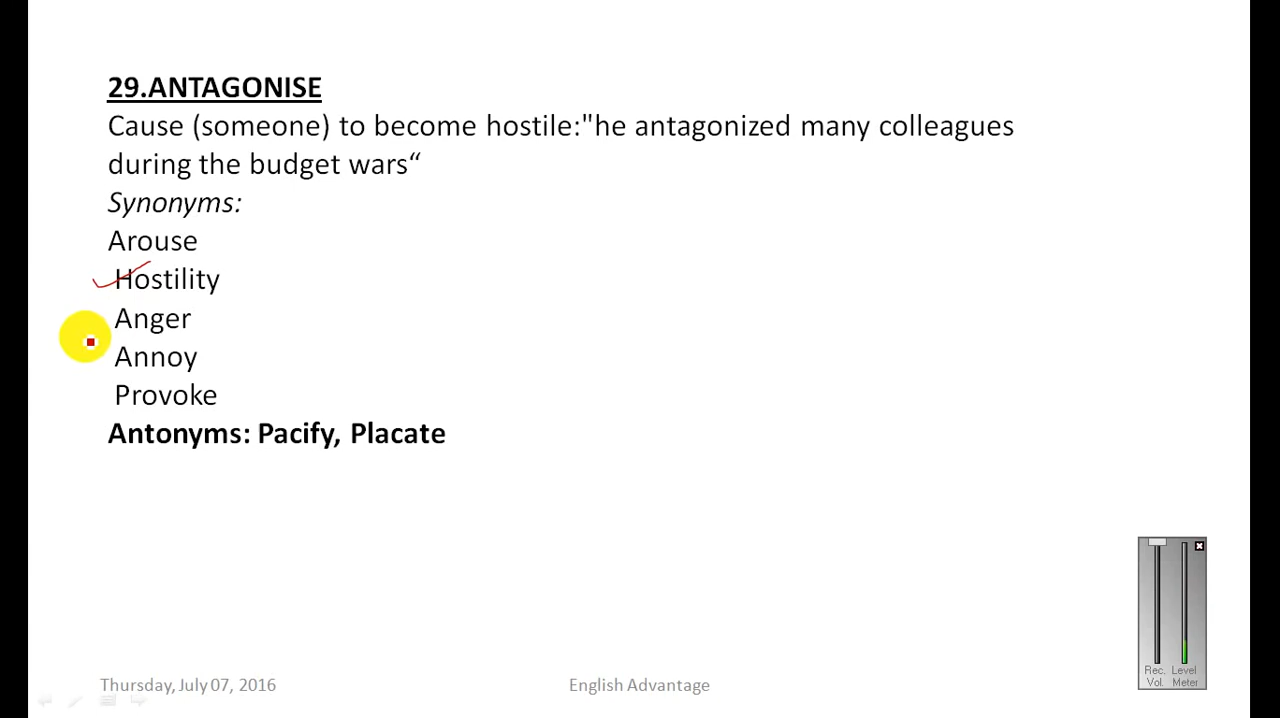 29.ANTAGONISE
Cause (someone) to become hostile:"he antagonized many colleagues
during the budget wars“
Synonyms:
Arouse
Hostility
Anger
Annoy
Provoke
Antonyms: Pacify, Placate
Rec. Level
Vol. Meter
Thursday, July 07, 2016 English Advantage